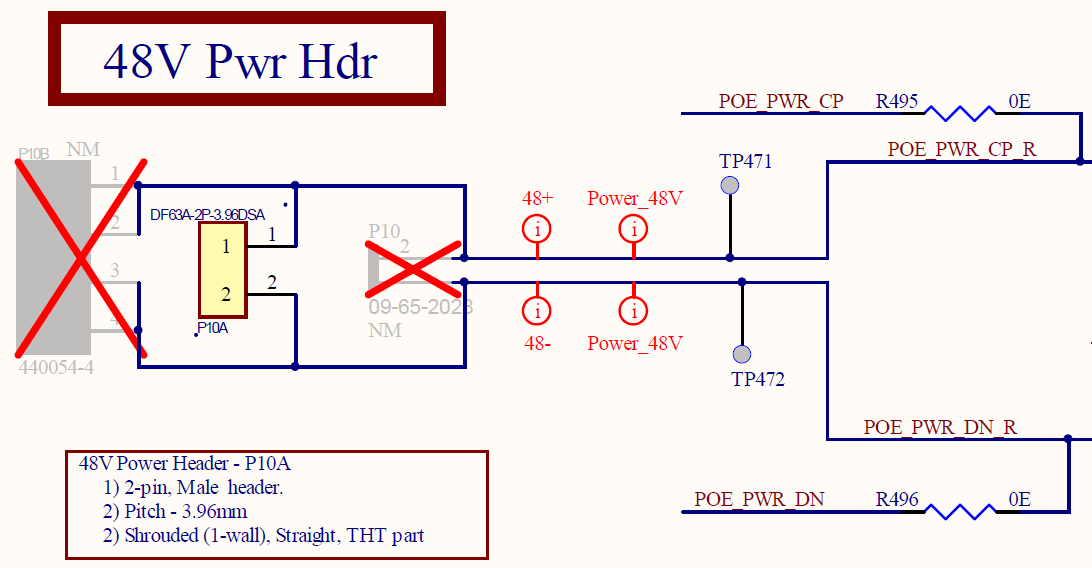 48V Pwr Hdr
POE_PWR_CP
R495
0E
POE_PWR_CP_R
TP471
P10B
NM
1
2
3
DF63A-2P-3.96DSA
1
1
2
2
P10A
440054-4
P10
2
09-65-2028
NM
48+
Power_48V
i
i
i
i
48-
Power_48V
TP472
POE_PWR_DN_R
POE_PWR_DN
R496
0E
48V Power Header - P10A
1) 2-pin, Male header.
2) Pitch - 3.96mm
2) Shrouded (1-wall), Straight, THT part